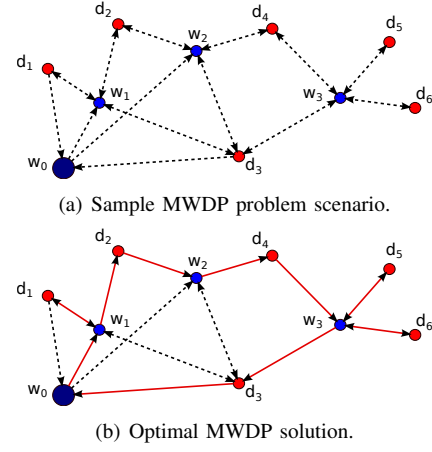 d2
w2
d4
d5
d1
w1
w3
d6
w0
d3
(a) Sample MWDP problem scenario.
d2
w2
d4
d5
d1
w1
w3
d6
w0
d3
(b) Optimal MWDP solution.